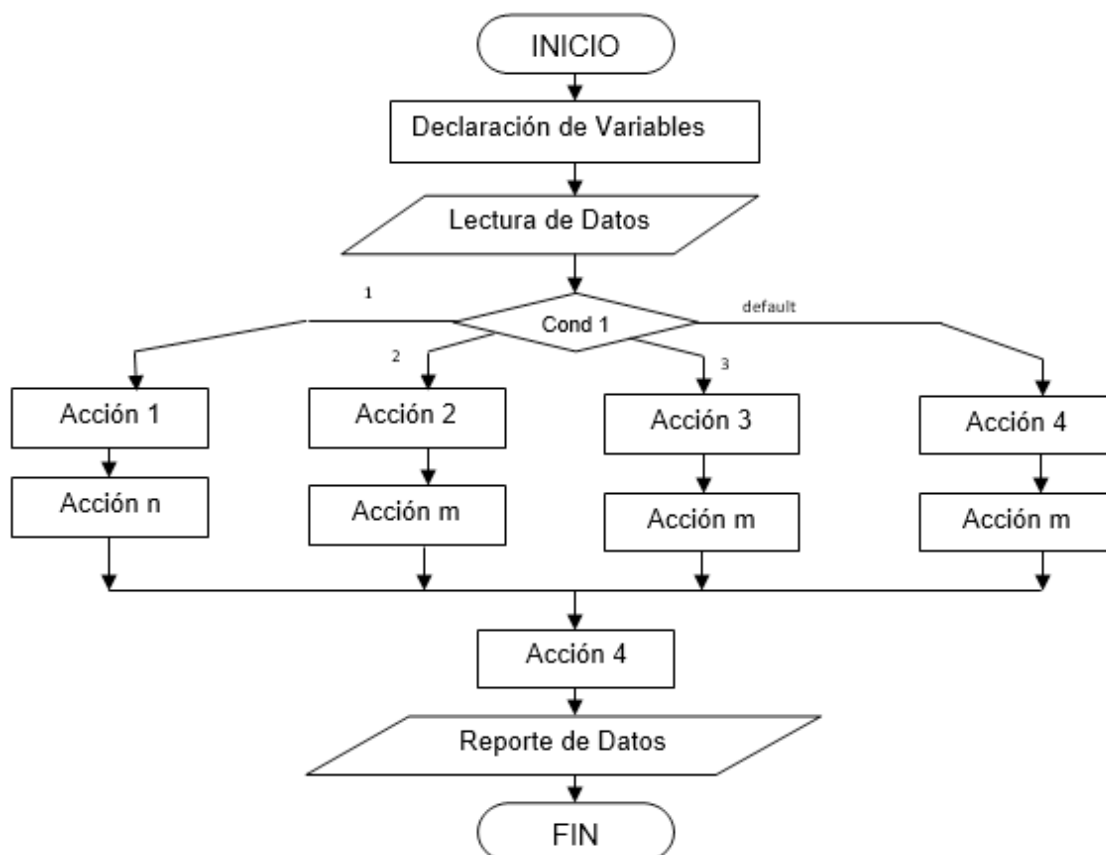 INICIO
Declaración de Variables
Lectura de Datos
1
default
Cond 1
2
3
Acción 1
Acción 2
Acción 3
Acción 4
Acción n
Acción m
Acción m
Acción m
Acción 4
Reporte de Datos
FIN